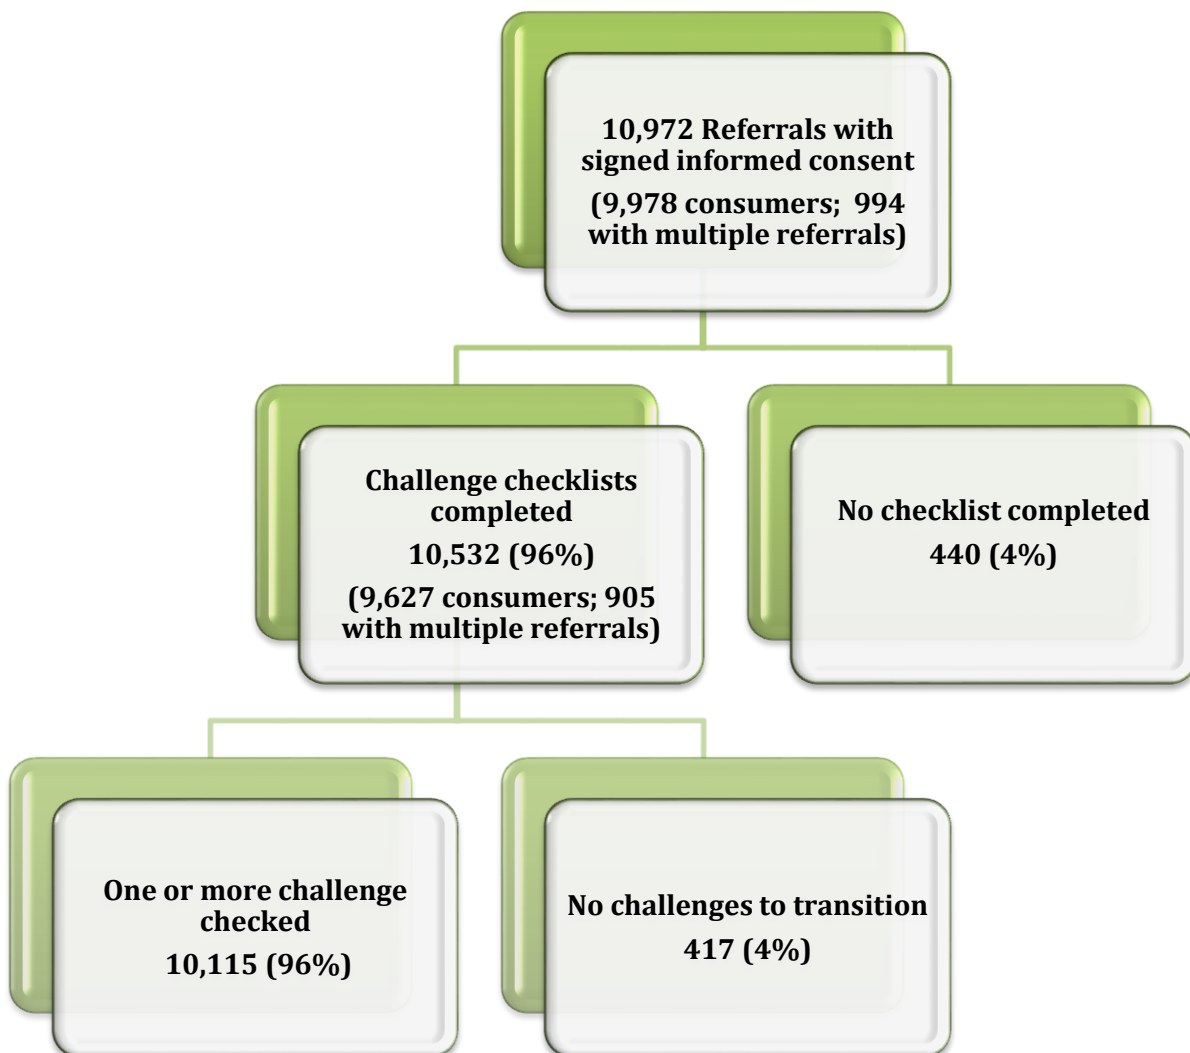 10,972 Referrals with
signed informed consent
(9,978 consumers; 994
with multiple referrals)
Challenge checklists
completed
10,532 (96%)
(9,627 consumers; 905
with multiple referrals)
No checklist completed
440 (4%)
One or more challenge
checked
10,115 (96%)
No challenges to transition
417 (4%)